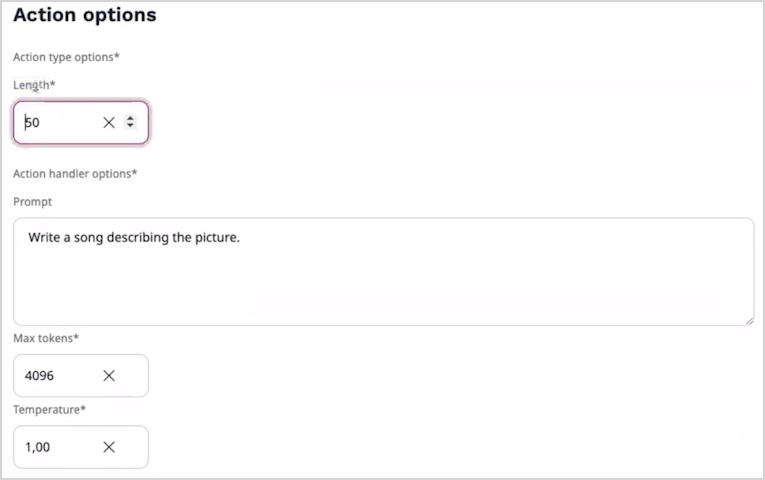 Action options
Action type options*
Length*
50
Action handler options*
Prompt
Write a song describing the picture.
Max tokens*
4096
Temperature*
1,00